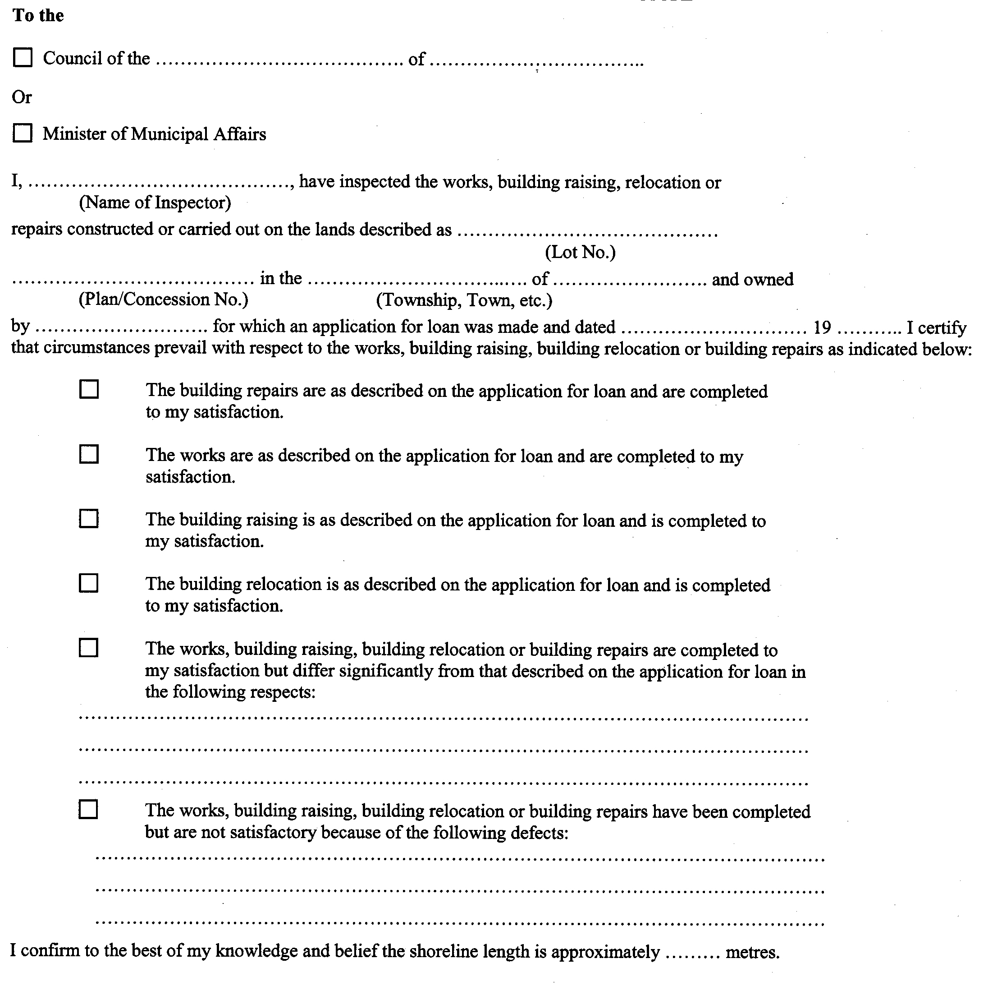 To the
Council of the ........................................ of ...................................
Or
Minister of Municipal Affairs
I, .........................................., have inspected the works, building raising, relocation or
(Name of Inspector)
repairs constructed or carried out on the lands described as ..........................................
(Lot No.)
....................................... in the ................................... of ......................... and owned
(Plan/Concession No.) (Township, Town, etc.)
by ............................ for which an application for loan was made and dated .............................. 19 ........... I certify
that circumstances prevail with respect to the works, building raising, building relocation or building repairs as indicated below:
The building repairs are as described on the application for loan and are completed
to my satisfaction.
The works are as described on the application for loan and are completed to my
satisfaction.
The building raising is as described on the application for loan and is completed to
my satisfaction.
The building relocation is as described on the application for loan and is completed
to my satisfaction.
The works, building raising, building relocation or building repairs are completed to
my satisfaction but differ significantly from that described on the application for loan in
the following respects:
.....................................................................................................................
.....................................................................................................................
.....................................................................................................................
The works, building raising, building relocation or building repairs have been completed
but are not satisfactory because of the following defects:
.....................................................................................................................
.....................................................................................................................
.....................................................................................................................
I confirm to the best of my knowledge and belief the shoreline length is approximately ......... metres.